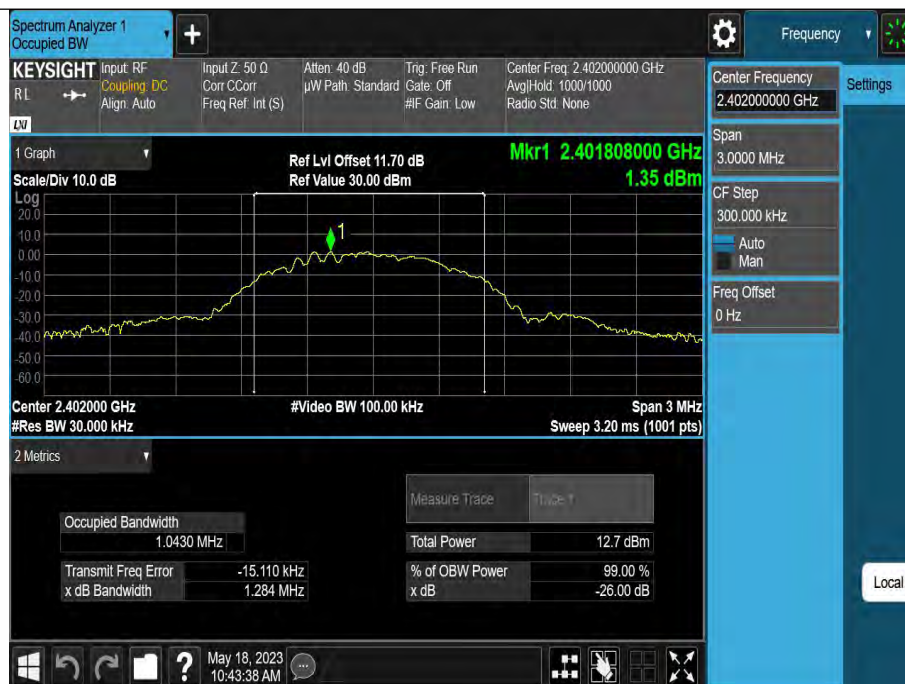 Spectrum Analyzer 1
Occupied BW
Frequency
KEYSIGHT
R L
LXI
Input: RF
Coupling: DC
Align: Auto
Input Z: 50 Ω
Corr CCorr
Freq Ref: Int (S)
Atten: 40 dB
µW Path: Standard
Trig: Free Run
Gate: Off
#IF Gain: Low
Center Freq: 2.402000000 GHz
Avg|Hold: 1000/1000
Radio Std: None
Center Frequency
2.402000000 GHz
Settings
Span
3.0000 MHz
CF Step
300.000 kHz
Auto
Man
Freq Offset
0 Hz
1 Graph
Scale/Div 10.0 dB
Ref Lvl Offset 11.70 dB
Ref Value 30.00 dBm
Mkr1 2.401808000 GHz
1.35 dBm
Log
20.0
10.0
0.00
-10.0
-20.0
-30.0
-40.0
-50.0
-60.0
1
Center 2.402000 GHz
#Res BW 30.000 kHz
#Video BW 100.00 kHz
Span 3 MHz
Sweep 3.20 ms (1001 pts)
2 Metrics
Measure Trace
Trace 1
Occupied Bandwidth
1.0430 MHz
Total Power 12.7 dBm
Transmit Freq Error -15.110 kHz
% of OBW Power 99.00 %
x dB Bandwidth 1.284 MHz
x dB -26.00 dB
Local
?
May 18, 2023
10:43:38 AM